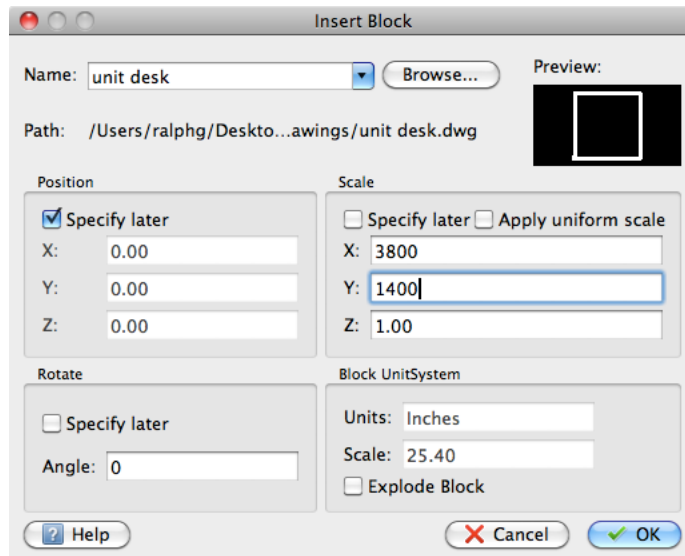 Insert Block
Name: unit desk Browse... Preview:
Path: /Users/ralphg/Deskto...awings/unit desk.dwg
Position Scale
Specify later Specify later Apply uniform scale
X: 0.00 X: 3800
Y: 0.00 Y: 1400
Z: 0.00 Z: 1.00
Rotate Block UnitSystem
Specify later Units: Inches
Angle: 0 Scale: 25.40
Explode Block
? Help Cancel OK